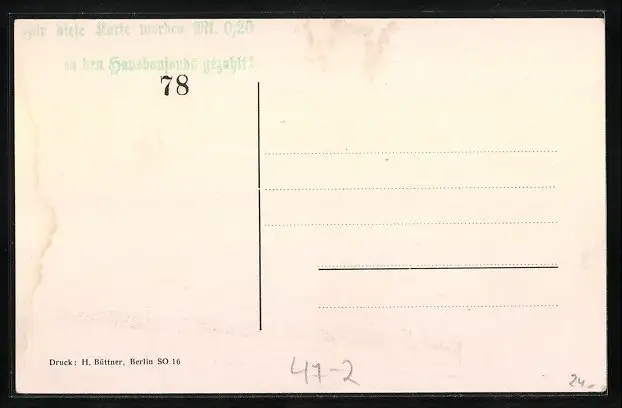 Für diese Karte wurden Mk. 0,20
in den Hausbaufonds gezahlt!
78
Druck: H. Büttner, Berlin SO 16
47-2
24.-